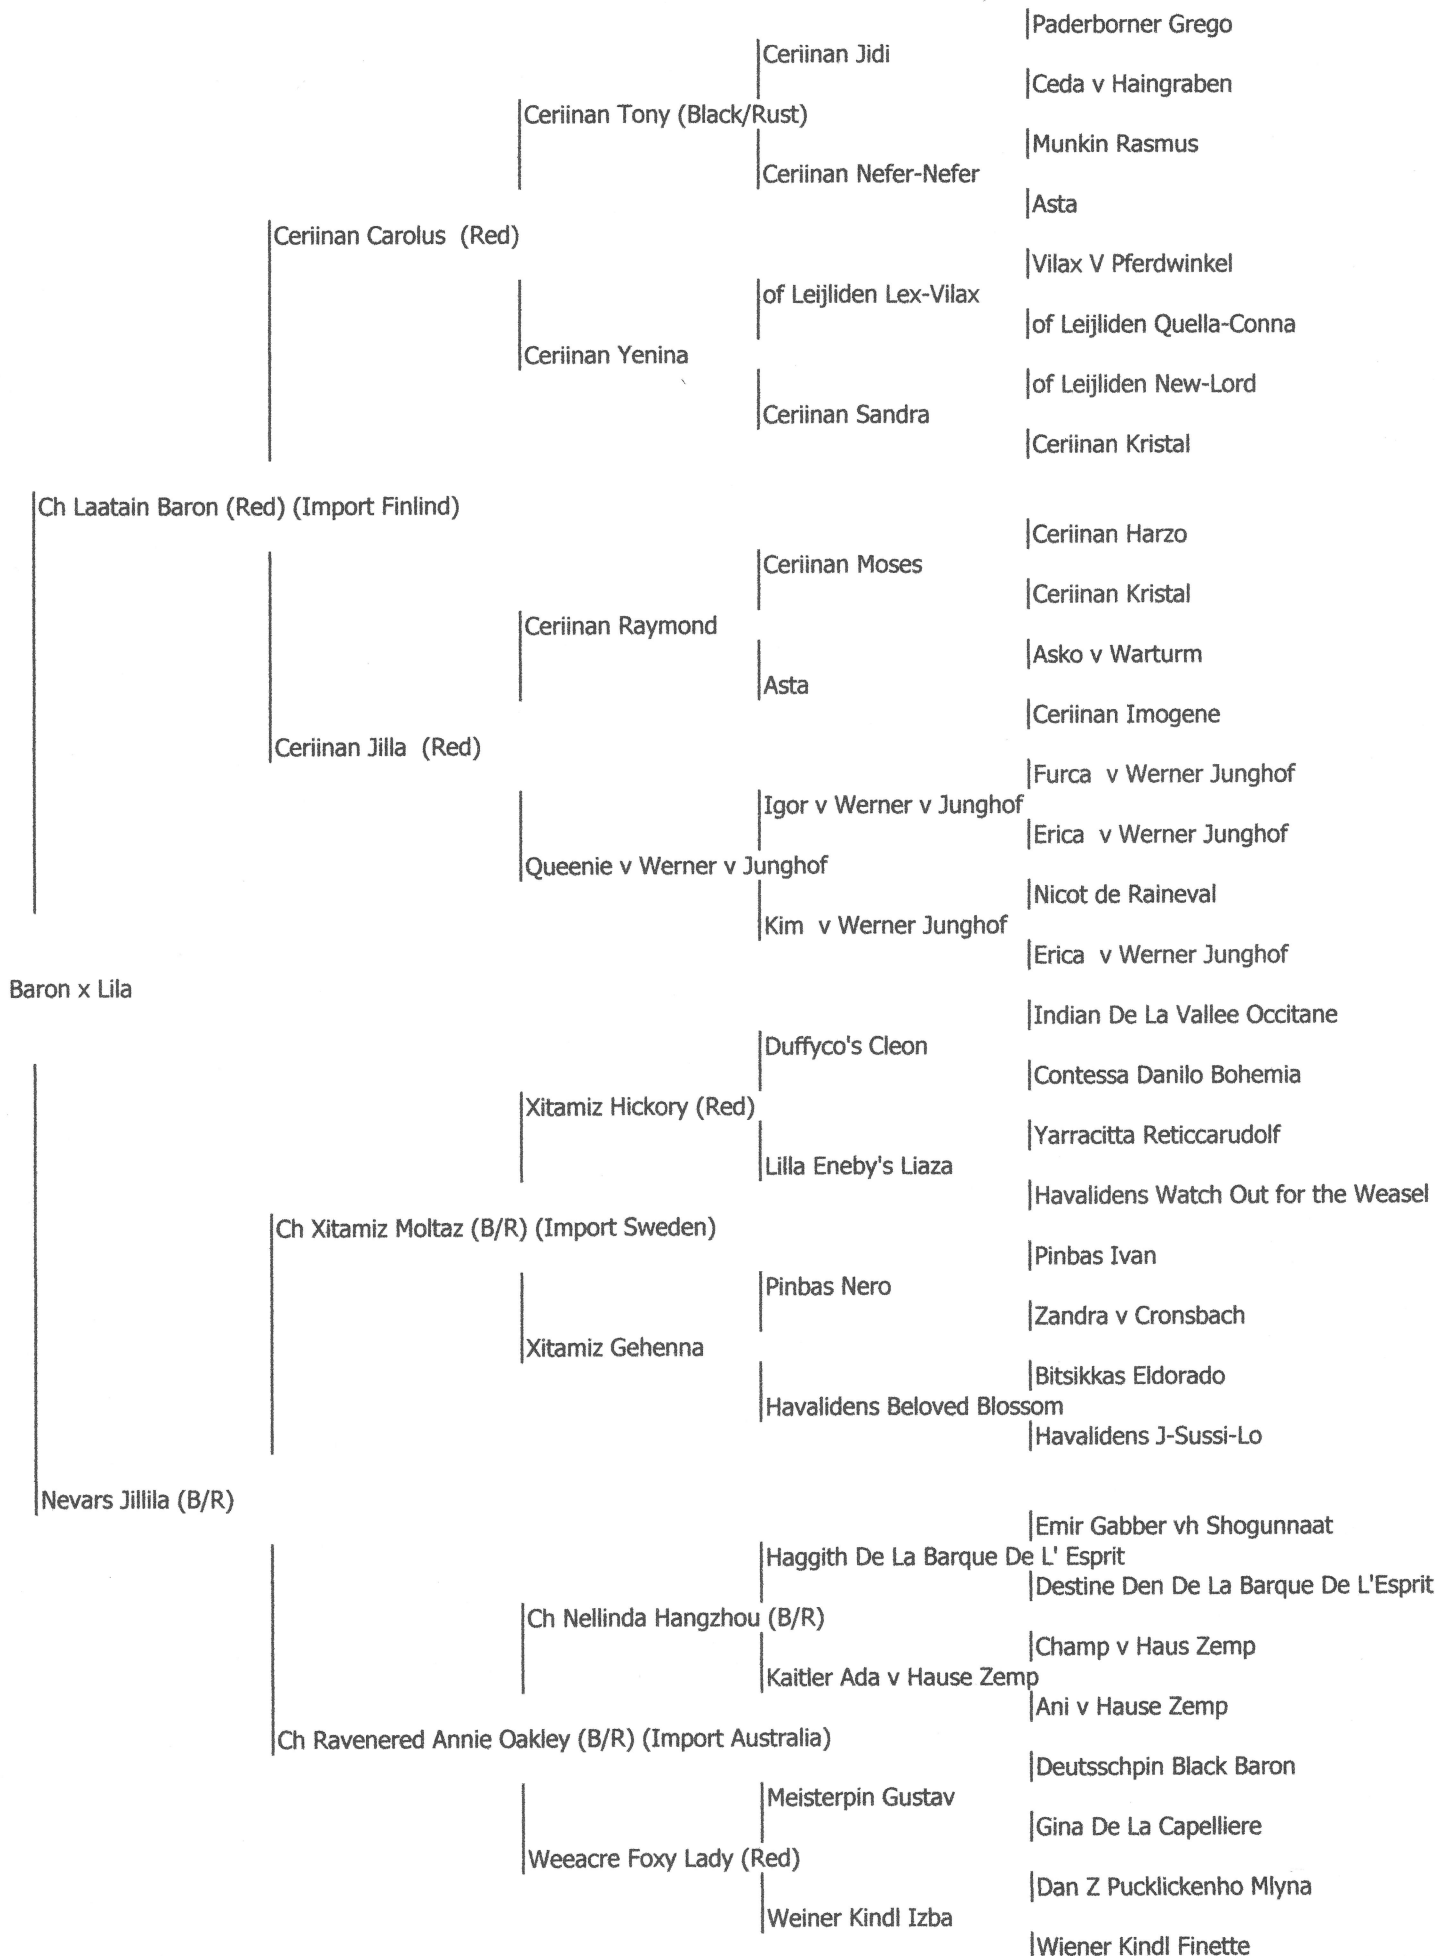 Paderborner Grego
Ceriinan Jidi
Ceda v Haingraben
Ceriinan Tony (Black/Rust)
Munkin Rasmus
Ceriinan Nefer-Nefer
Asta
Ceriinan Carolus (Red)
Vilax V Pferdwinkel
of Leijliden Lex-Vilax
of Leijliden Quella-Conna
Ceriinan Yenina
of Leijliden New-Lord
Ceriinan Sandra
Ceriinan Kristal
Ch Laatain Baron (Red) (Import Finlind)
Ceriinan Harzo
Ceriinan Moses
Ceriinan Kristal
Ceriinan Raymond
Asko v Warturm
Asta
Ceriinan Imogene
Ceriinan Jilla (Red)
Furca v Werner Junghof
Igor v Werner v Junghof
Erica v Werner Junghof
Queenie v Werner v Junghof
Nicot de Raineval
Kim v Werner Junghof
Erica v Werner Junghof
Baron x Lila
Indian De La Vallee Occitane
Duffyco's Cleon
Contessa Danilo Bohemia
Xitamiz Hickory (Red)
Yarracitta Reticcarudolf
Lilla Eneby's Liaza
Havalidens Watch Out for the Weasel
Ch Xitamiz Moltaz (B/R) (Import Sweden)
Pinbas Ivan
Pinbas Nero
Zandra v Cronsbach
Xitamiz Gehenna
Bitsikkas Eldorado
Havalidens Beloved Blossom
Havalidens J-Sussi-Lo
Nevars Jillila (B/R)
Emir Gabber vh Shogunnaat
Haggith De La Barque De L' Esprit
Destine Den De La Barque De L'Esprit
Ch Nellinda Hangzhou (B/R)
Champ v Haus Zemp
Kaitler Ada v Hause Zemp
Ani v Hause Zemp
Ch Ravenered Annie Oakley (B/R) (Import Australia)
Deutsschpin Black Baron
Meisterpin Gustav
Gina De La Capelliere
Weeacre Foxy Lady (Red)
Dan Z Pucklickenho Mlyna
Weiner Kindl Izba
Wiener Kindl Finette